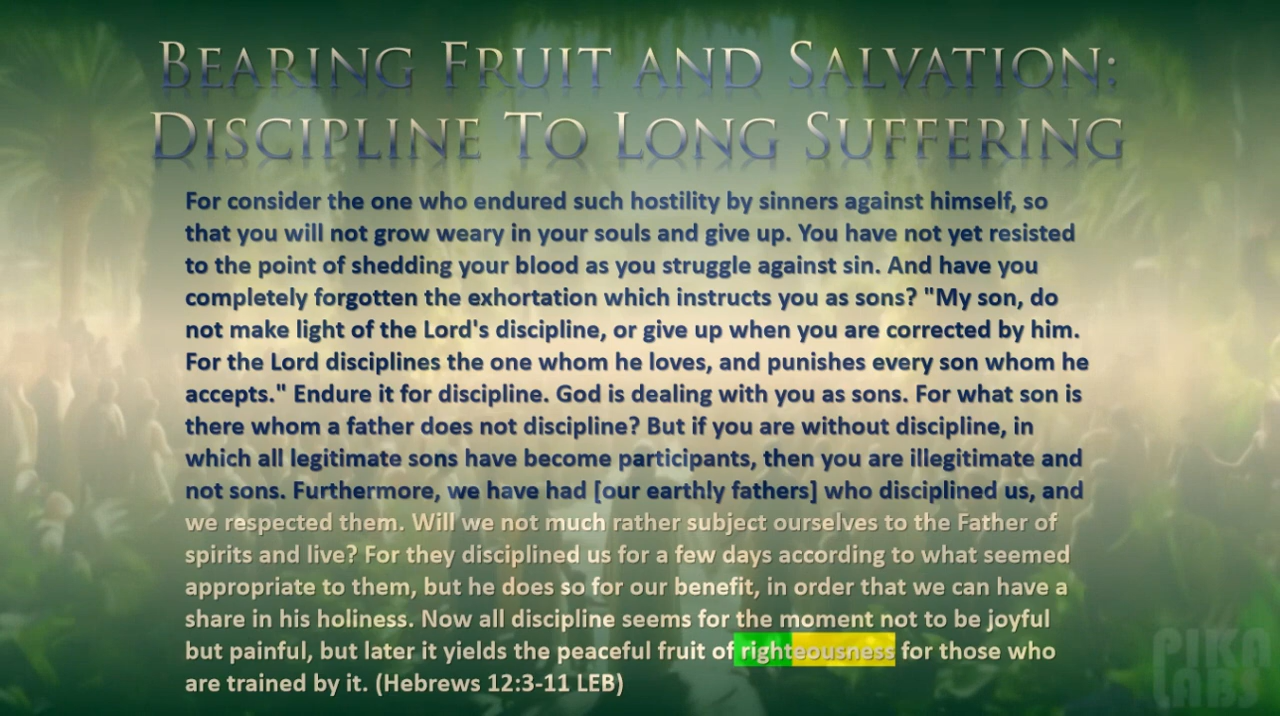 BEARING FRUIT AND SALVATION:
DISCIPLINE TO LONG SUFFERING
For consider the one who endured such hostility by sinners against himself, so
that you will not grow weary in your souls and give up. You have not yet resisted
to the point of shedding your blood as you struggle against sin. And have you
completely forgotten the exhortation which instructs you as sons? "My son, do
not make light of the Lord's discipline, or give up when you are corrected by him.
For the Lord disciplines the one whom he loves, and punishes every son whom he
accepts." Endure it for discipline. God is dealing with you as sons. For what son is
there whom a father does not discipline? But if you are without discipline, in
which all legitimate sons have become participants, then you are illegitimate and
not sons. Furthermore, we have had [our earthly fathers] who disciplined us, and
we respected them. Will we not much rather subject ourselves to the Father of
spirits and live? For they disciplined us for a few days according to what seemed
appropriate to them, but he does so for our benefit, in order that we can have a
share in his holiness. Now all discipline seems for the moment not to be joyful
but painful, but later it yields the peaceful fruit of righteousness for those who
are trained by it. (Hebrews 12:3-11 LEB)
PIKA
LABS